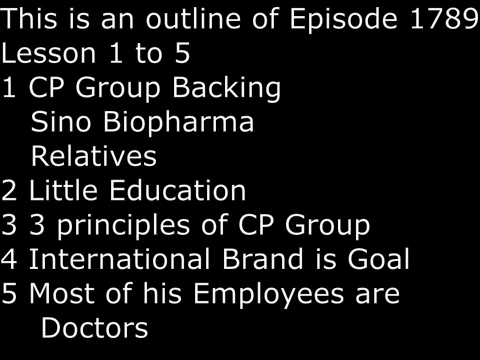 This is an outline of Episode 1789
Lesson 1 to 5
1 CP Group Backing
Sino Biopharma
Relatives
2 Little Education
3 3 principles of CP Group
4 International Brand is Goal
5 Most of his Employees are
Doctors